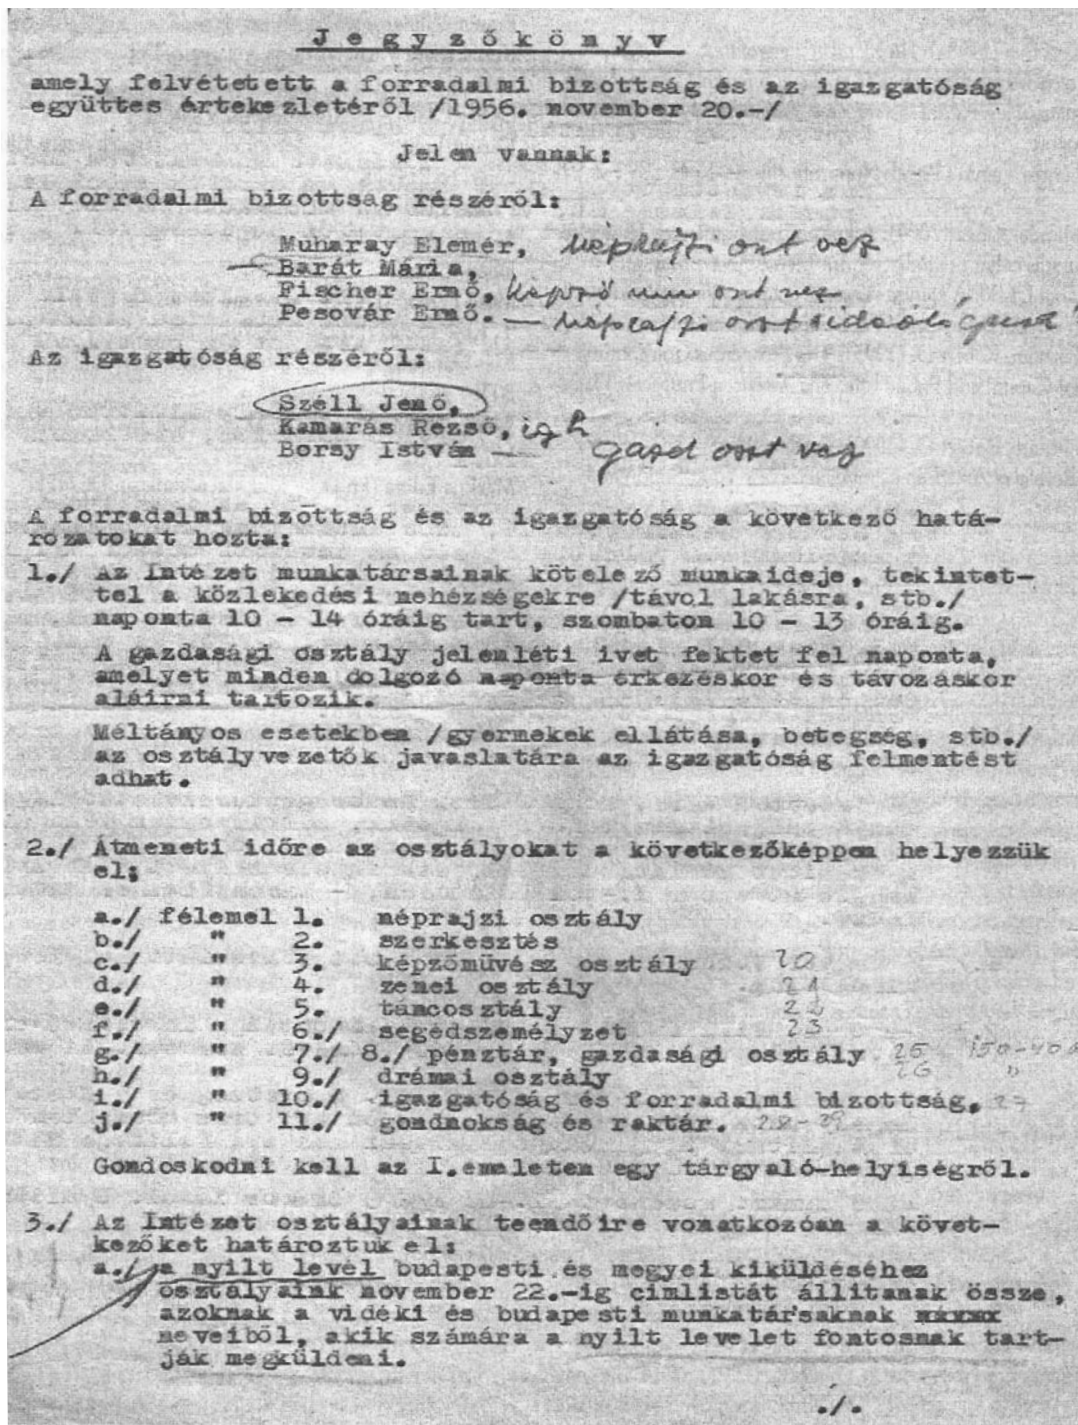 Jegyzőkönyv
amely felvétetett a forradalmi bizottság és az igazgatóság
együttes értekezletéről /1956. november 20.-/
Jelen vannak:
A forradalmi bizottság részéről:
Muharay Elemér, néprajzi oszt vez
Barát Mária,
Fischer Ernő, képző műv oszt vez
Pesovár Ernő. — néprajzi oszt
Az igazgatóság részéről:
Széll Jenő,
Kamarás Rezső, ig h
Borsy István — gazd oszt vez
A forradalmi bizottság és az igazgatóság a következő hatá-
rozatokat hozta:
1./ Az Intézet munkatársainak kötelező munkaideje, tekintet-
tel a közlekedési nehézségekre /távol lakásra, stb./
naponta 10 - 14 óráig tart, szombaton 10 - 13 óráig.
A gazdasági osztály jelenléti ivet fektet fel naponta,
amelyet minden dolgozó naponta érkezéskor és távozáskor
aláirni tartozik.
Méltányos esetekben /gyermekek ellátása, betegség, stb./
az osztályvezetők javaslatára az igazgatóság felmentést
adhat.
2./ Átmeneti időre az osztályokat a következőképpen helyezzük
el:
a./ félemel 1. néprajzi osztály
b./ " 2. szerkesztés
c./ " 3. képzőművész osztály 20
d./ " 4. zenei osztály 21
e./ " 5. táncosztály 22
f./ " 6./ segédszemélyzet 23
g./ " 7./ 8./ pénztár, gazdasági osztály 25
h./ " 9./ drámai osztály 26 "
i./ " 10./ igazgatóság és forradalmi bizottság, 27
j./ " 11./ gondnokság és raktár. 28-29
Gondoskodni kell az I.emeleten egy tárgyaló-helyiségről.
3./ Az Intézet osztályainak teendőire vonatkozóan a követ-
kezőket határoztuk el:
a./ a nyilt levél budapesti és megyei kiküldéséhez
osztályaink november 22.-ig cimlistát állitanak össze,
azoknak a vidéki és budapesti munkatársaknak
neveiből, akik számára a nyilt levelet fontosnak tart-
ják megküldeni.
./.